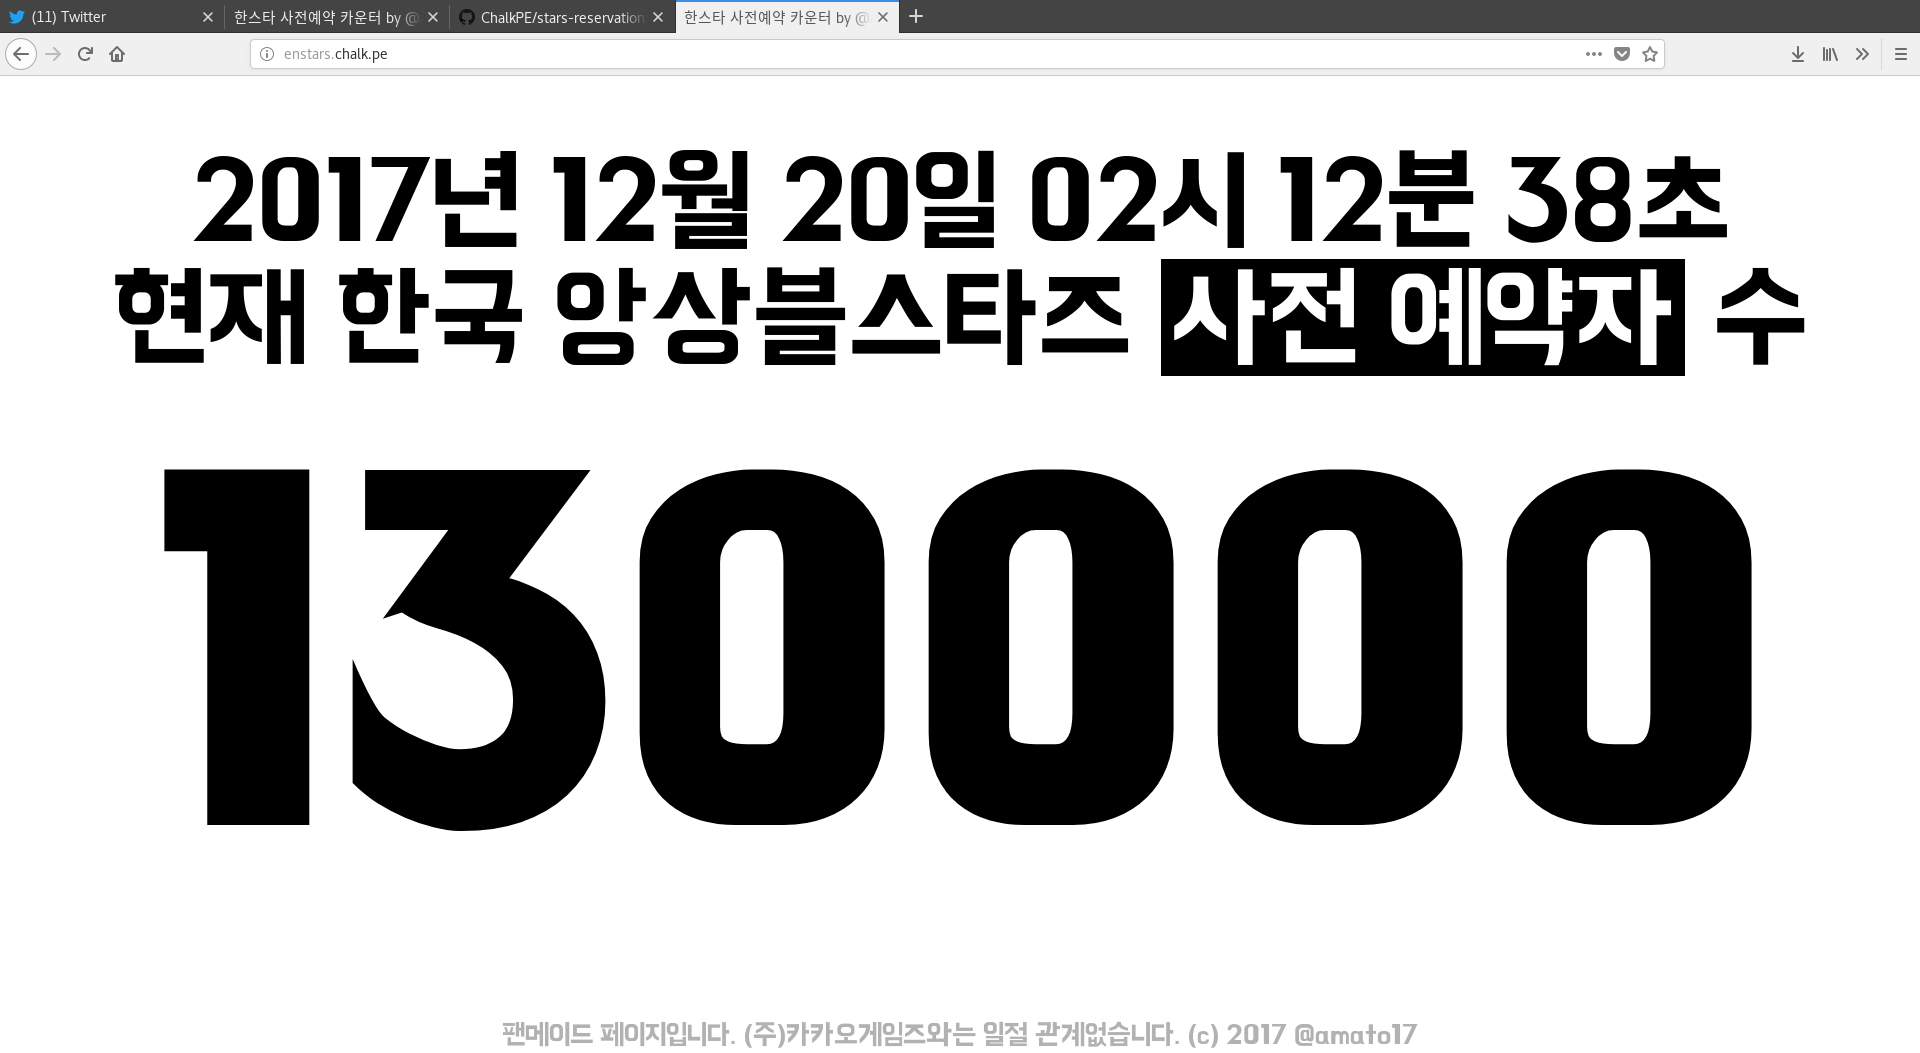 (11) Twitter
한스타 사전예약 카운터 by @
ChalkPE/stars-reservation
한스타 사전예약 카운터 by @
enstars.chalk.pe
2017년 12월 20일 02시 12분 38초
현재 한국 앙상블스타즈 사전 예약자 수
130000
팬메이드 페이지입니다. (주)카카오게임즈와는 일절 관계없습니다. (c) 2017 @amato17